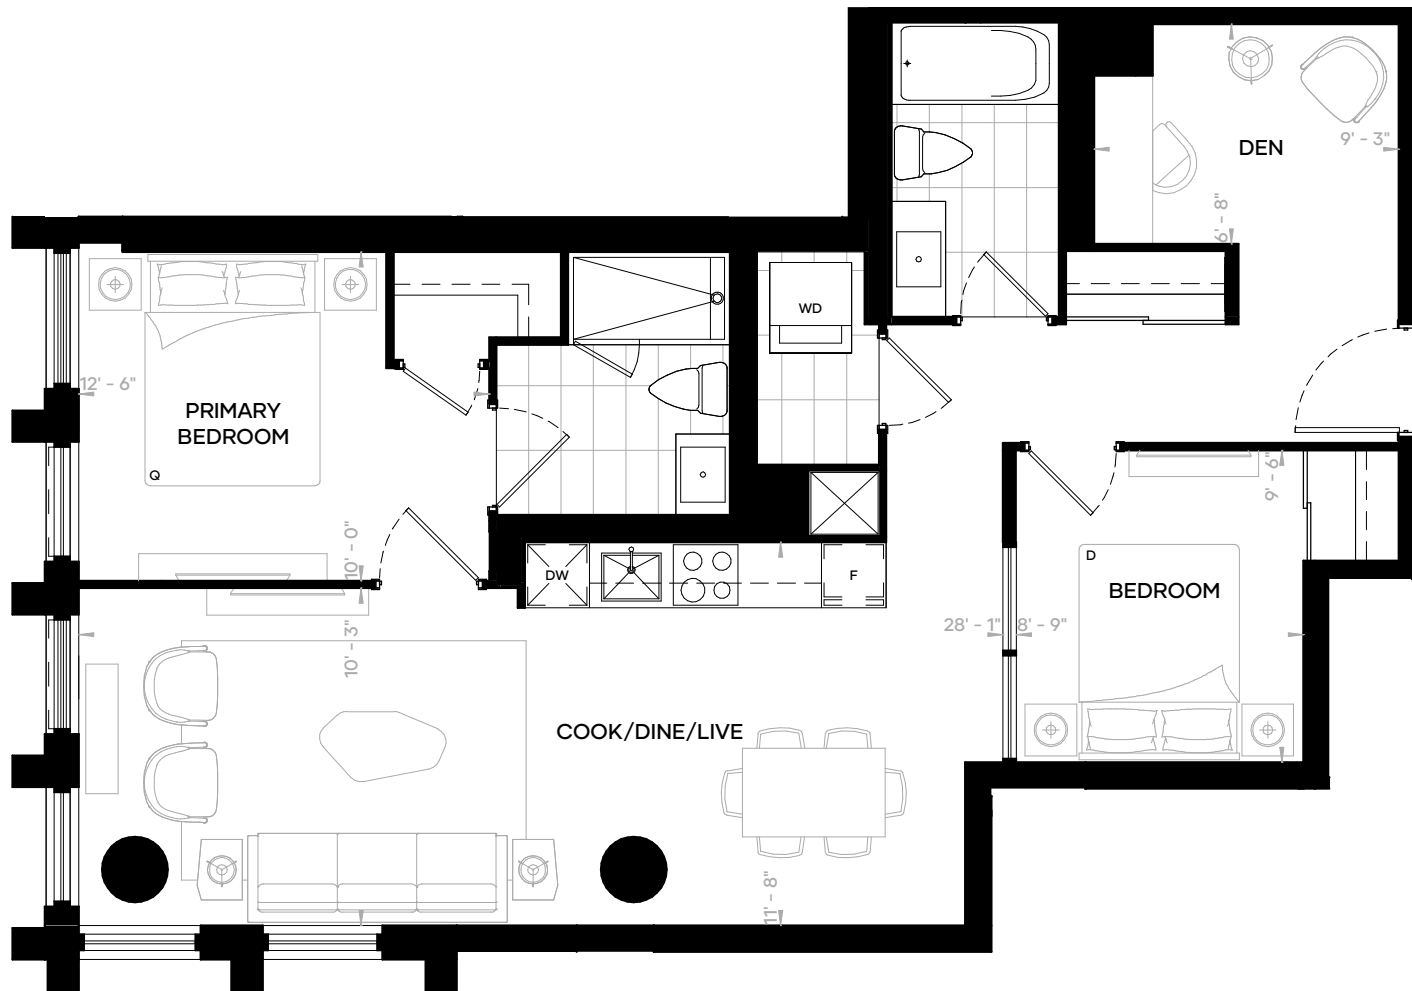 DEN
9' - 3"
6' - 8"
WD
12' - 6"
PRIMARY
BEDROOM
Q
10' - 0"
9' - 6"
DW
F
D
BEDROOM
28' - 1"
8' - 9"
10' - 3"
COOK/DINE/LIVE
11' - 8"